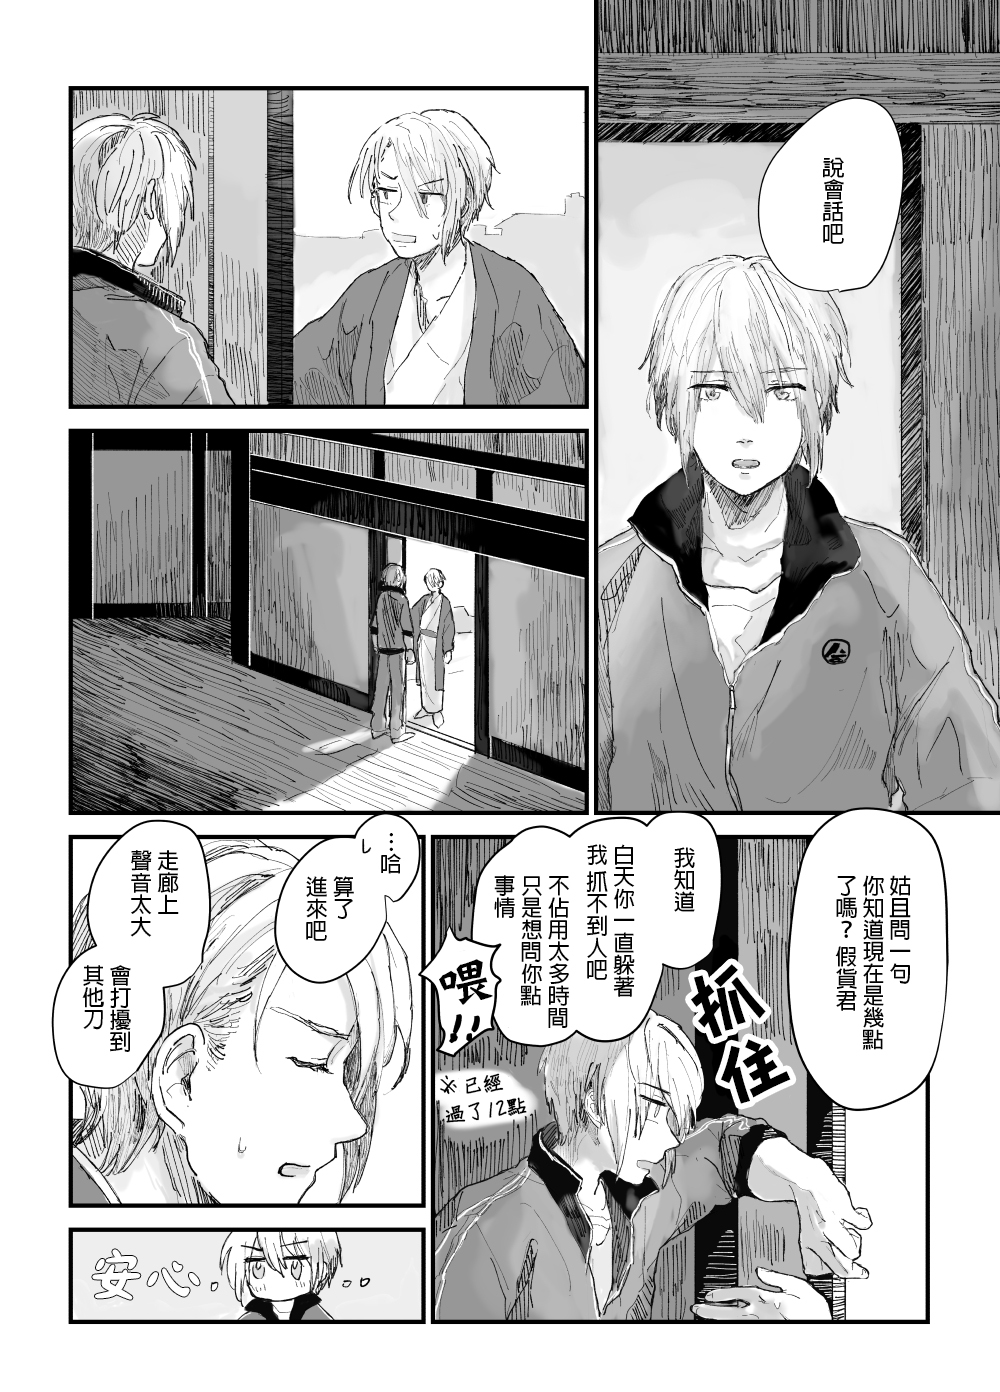 說會話吧
姑且問一句
你知道現在是幾點
了嗎？假貨君
我知道
白天你一直躲著
我抓不到人吧
不佔用太多時間
只是想問你點
事情
抓住
喂!!
※已經
過了12點
…哈
算了
進來吧
走廊上
聲音太大
會打擾到
其他刀
安心